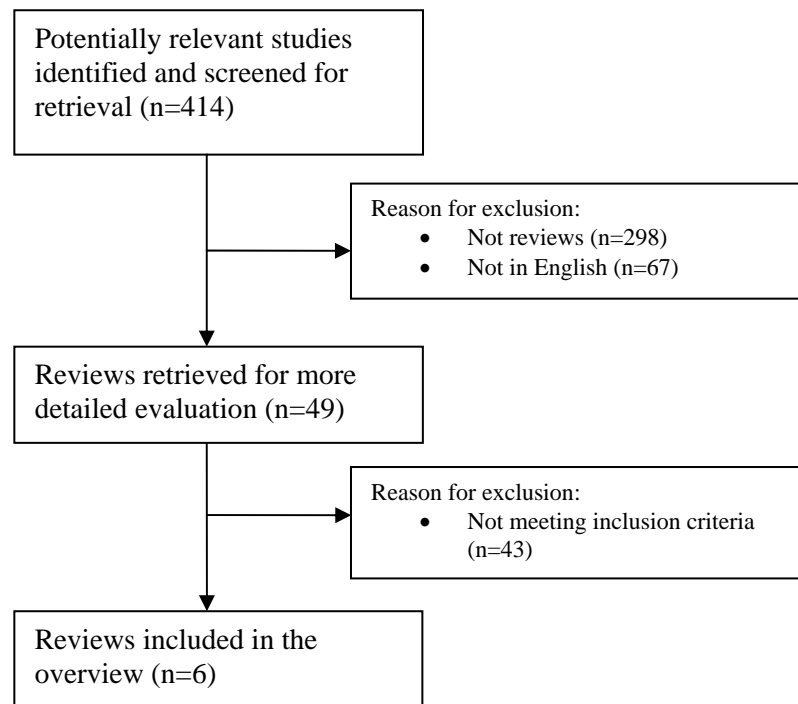 Potentially relevant studies
identified and screened for
retrieval (n=414)
Reason for exclusion:
• Not reviews (n=298)
• Not in English (n=67)
Reviews retrieved for more
detailed evaluation (n=49)
Reason for exclusion:
• Not meeting inclusion criteria
(n=43)
Reviews included in the
overview (n=6)